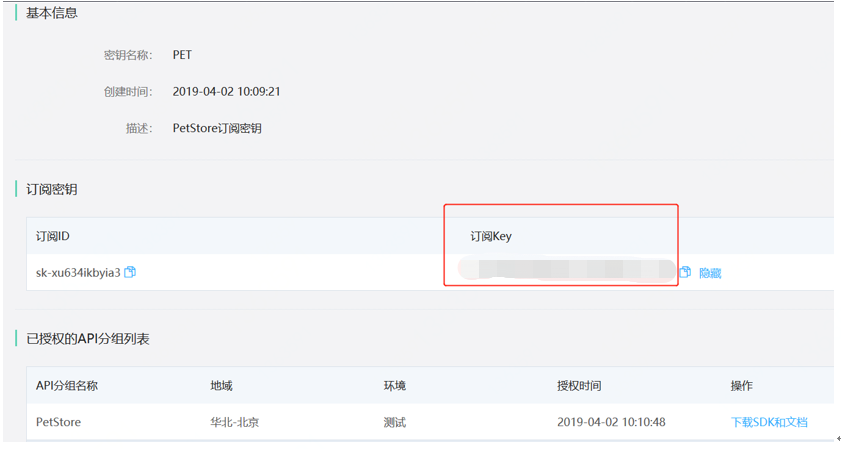 基本信息
密钥名称： PET
创建时间： 2019-04-02 10:09:21
描述： PetStore订阅密钥
订阅密钥
订阅ID 订阅Key
sk-xu634ikbyia3 隐藏
已授权的API分组列表
API分组名称 地域 环境 授权时间 操作
PetStore 华北-北京 测试 2019-04-02 10:10:48 下载SDK和文档